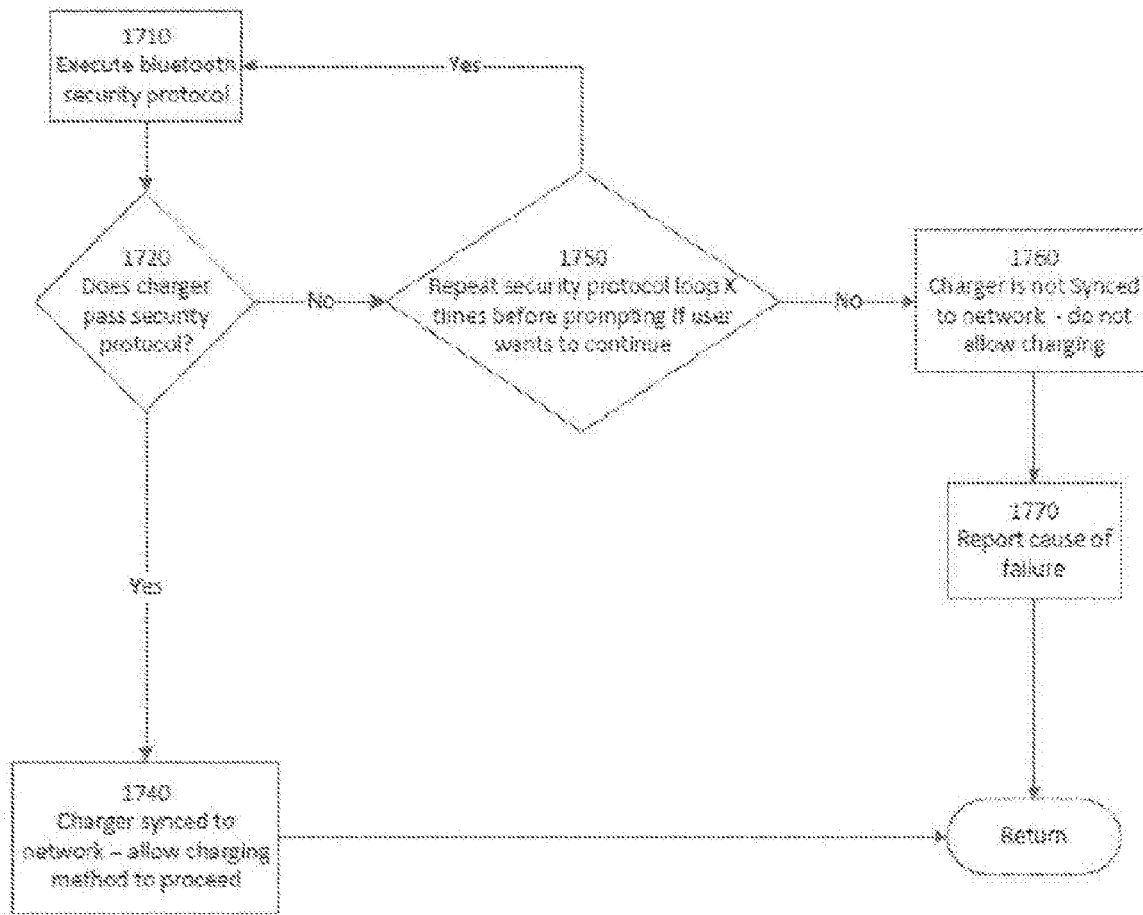 1710
Execute bluetooth
security protocol
Yes
1720
Does charger
pass security
protocol?
No
1750
Repeat security protocol loop X
times before prompting if user
wants to continue
No
1760
Charger is not Synced
to network - do not
allow charging
1770
Report cause of
failure
Yes
1740
Charger synced to
network – allow charging
method to proceed
Return